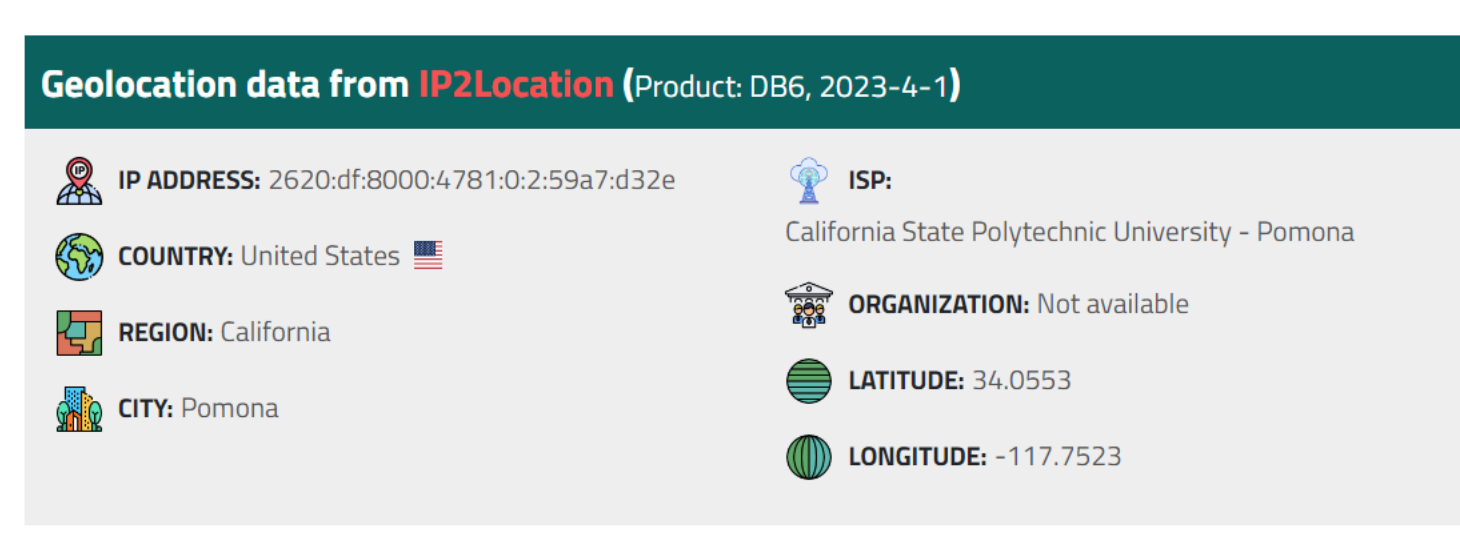 Geolocation data from IP2Location (Product: DB6, 2023-4-1)
IP
IP ADDRESS: 2620:df:8000:4781:0:2:59a7:d32e
COUNTRY: United States
REGION: California
CITY: Pomona
ISP:
California State Polytechnic University - Pomona
ORGANIZATION: Not available
LATITUDE: 34.0553
LONGITUDE: -117.7523